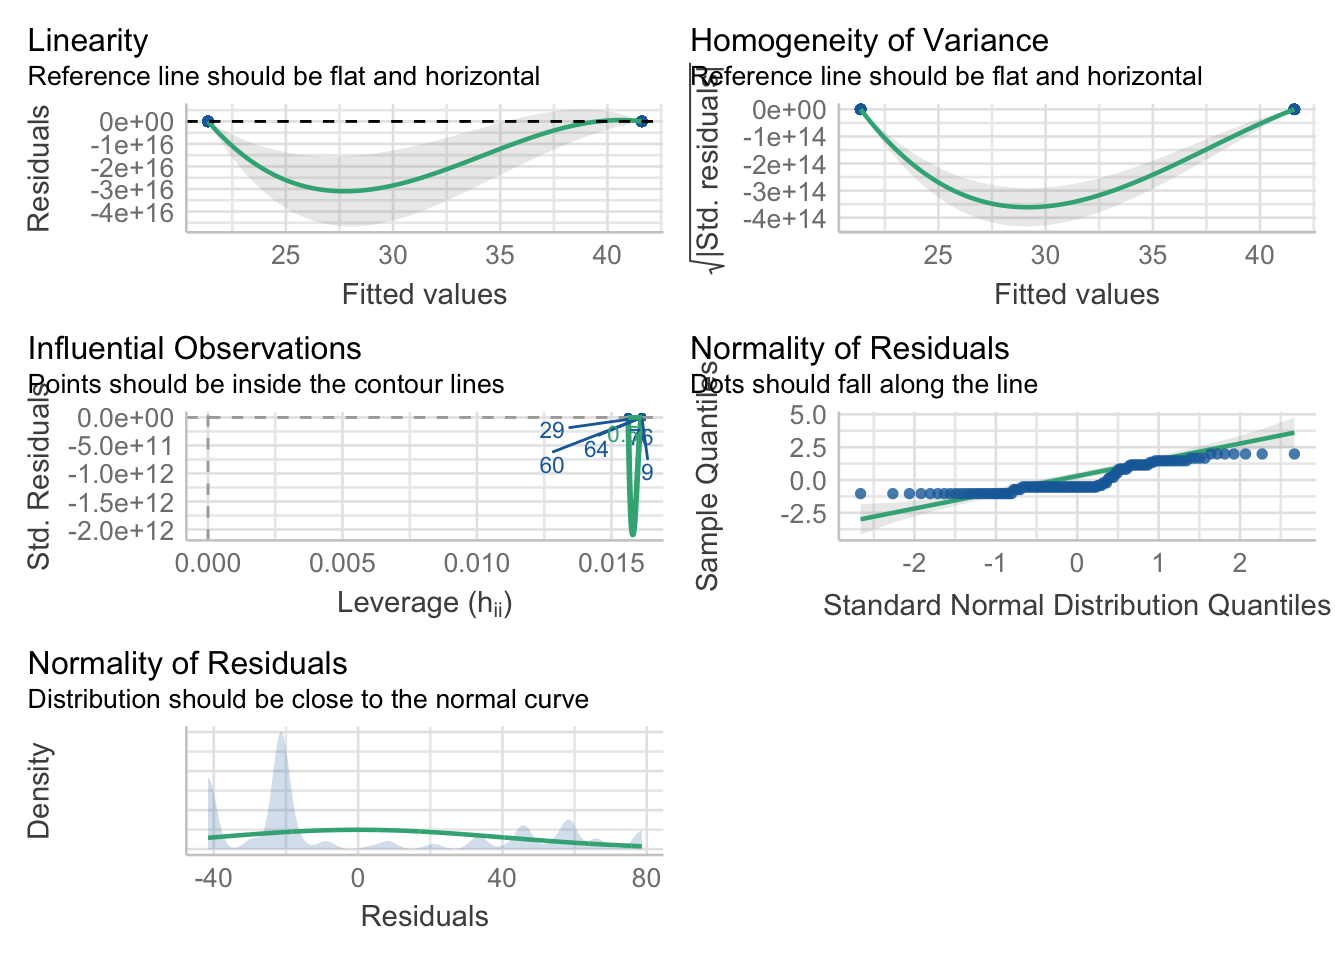 Linearity
Reference line should be flat and horizontal
Residuals
0e+00
-1e+16
-2e+16
-3e+16
-4e+16
25 30 35 40
Fitted values
Homogeneity of Variance
Reference line should be flat and horizontal
√|Std. residuals|
0e+00
-1e+14
-2e+14
-3e+14
-4e+14
25 30 35 40
Fitted values
Influential Observations
Points should be inside the contour lines
Std. Residuals
0.0e+00
-5.0e+11
-1.0e+12
-1.5e+12
-2.0e+12
29
60
64
76
9
0.000 0.005 0.010 0.015
Leverage (hii)
Normality of Residuals
Dots should fall along the line
Sample Quantiles
5.0
2.5
0.0
-2.5
-2 -1 0 1 2
Standard Normal Distribution Quantiles
Normality of Residuals
Distribution should be close to the normal curve
Density
-40 0 40 80
Residuals